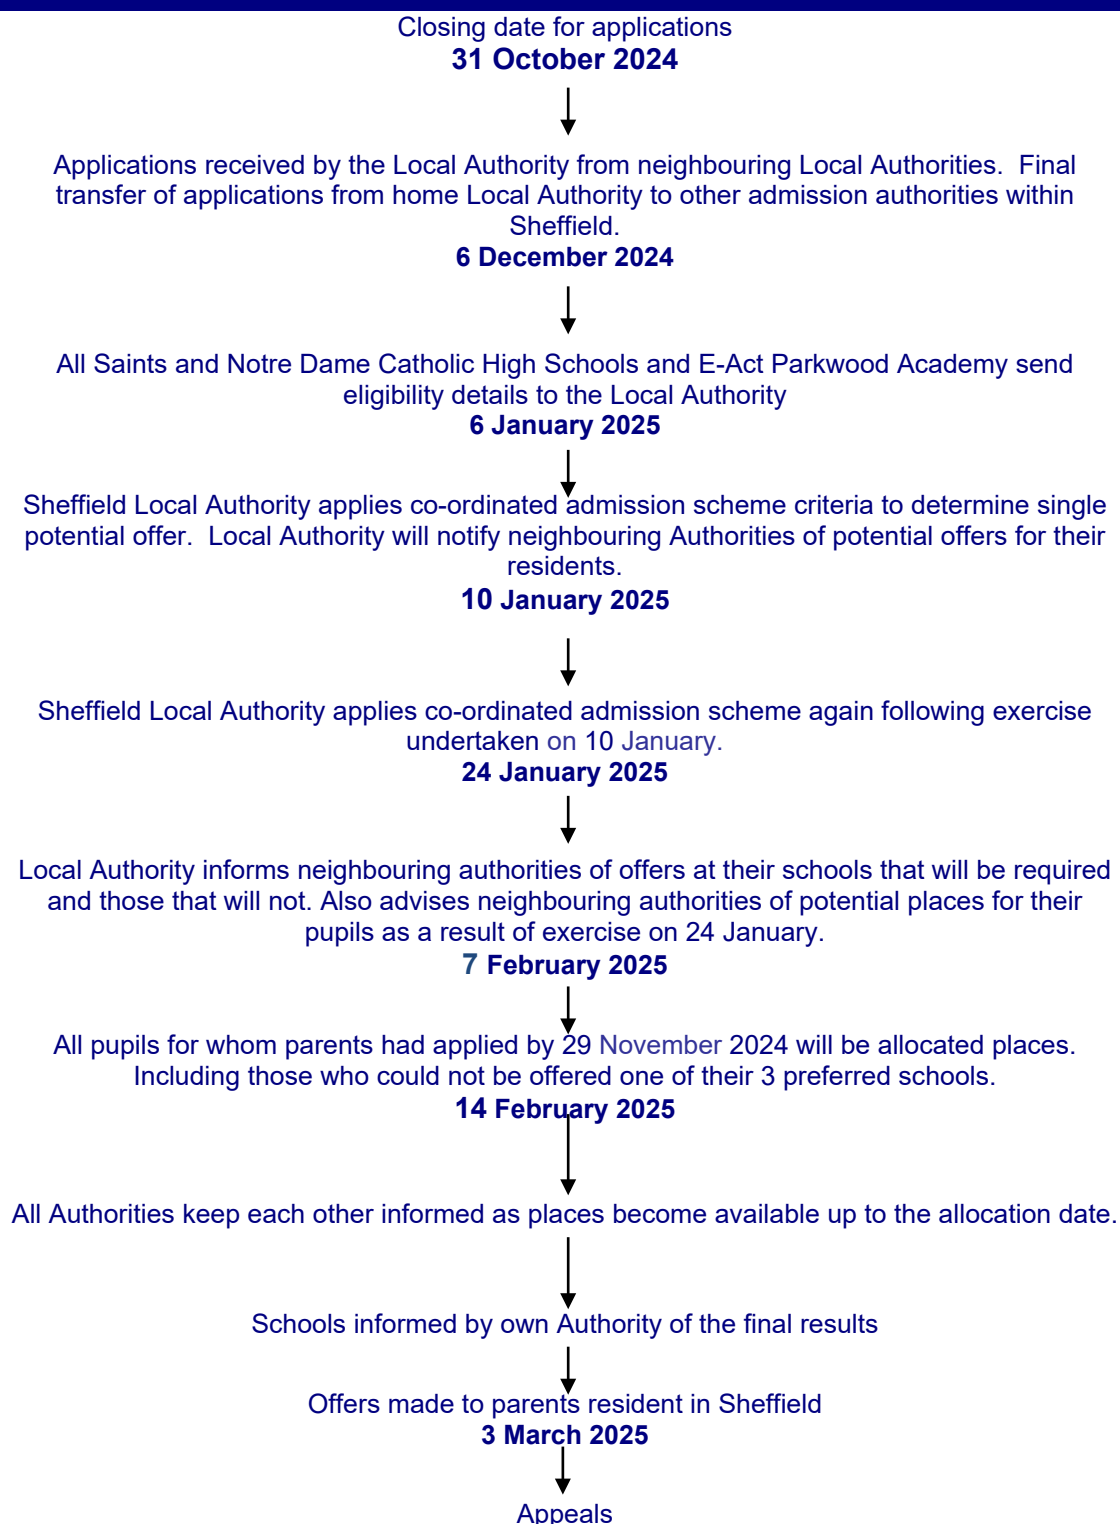 Closing date for applications
31 October 2024
Applications received by the Local Authority from neighbouring Local Authorities.  Final
transfer of applications from home Local Authority to other admission authorities within
Sheffield.
6 December 2024
All Saints and Notre Dame Catholic High Schools and E-Act Parkwood Academy send
eligibility details to the Local Authority
6 January 2025
Sheffield Local Authority applies co-ordinated admission scheme criteria to determine single
potential offer.  Local Authority will notify neighbouring Authorities of potential offers for their
residents.
10 January 2025
Sheffield Local Authority applies co-ordinated admission scheme again following exercise
undertaken on 10 January.
24 January 2025
Local Authority informs neighbouring authorities of offers at their schools that will be required
and those that will not. Also advises neighbouring authorities of potential places for their
pupils as a result of exercise on 24 January.
7 February 2025
All pupils for whom parents had applied by 29 November 2024 will be allocated places.
Including those who could not be offered one of their 3 preferred schools.
14 February 2025
All Authorities keep each other informed as places become available up to the allocation date.
Schools informed by own Authority of the final results
Offers made to parents resident in Sheffield
3 March 2025
Appeals